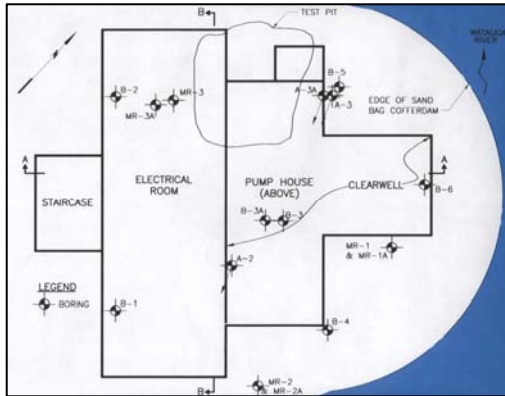 B
TEST PIT
WATAUGA
RIVER
B-2
MR-3
MR-3A
B-5
A-3A
A-3
EDGE OF SAND
BAG COFFERDAM
A
STAIRCASE
ELECTRICAL
ROOM
PUMP HOUSE
(ABOVE)
CLEARWELL
A
B-6
B-3A
B-3
MR-1
& MR-1A
A-2
LEGEND
BORING
B-1
B-4
B
MR-2
& MR-2A